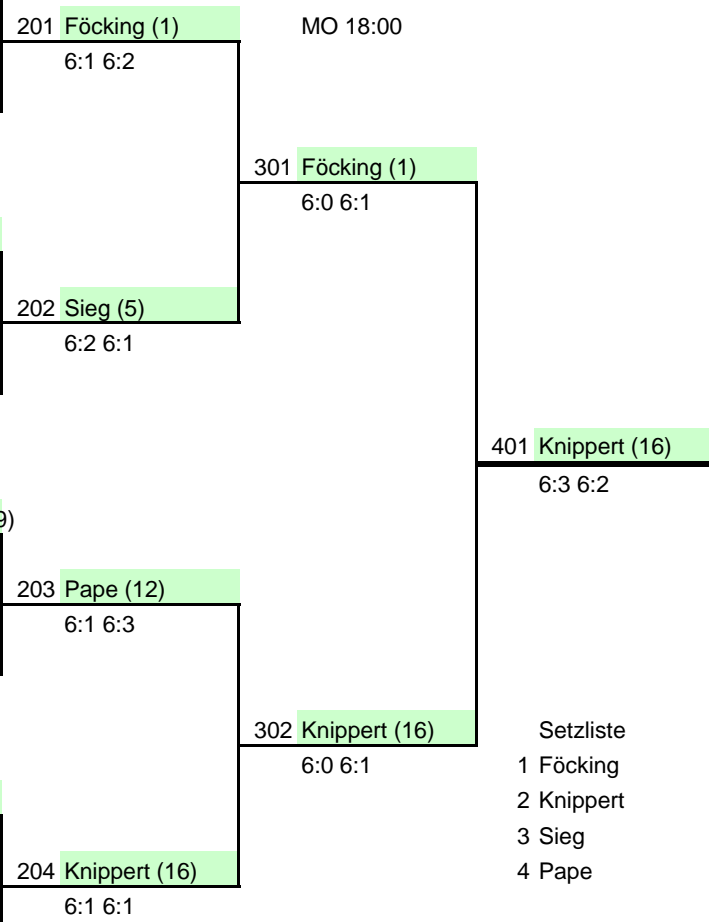 201 Föcking (1) MO 18:00
6:1 6:2
301 Föcking (1)
6:0 6:1
202 Sieg (5)
6:2 6:1
401 Knippert (16)
6:3 6:2
9)
203 Pape (12)
6:1 6:3
302 Knippert (16) Setzliste
6:0 6:1 1 Föcking
2 Knippert
3 Sieg
204 Knippert (16) 4 Pape
6:1 6:1